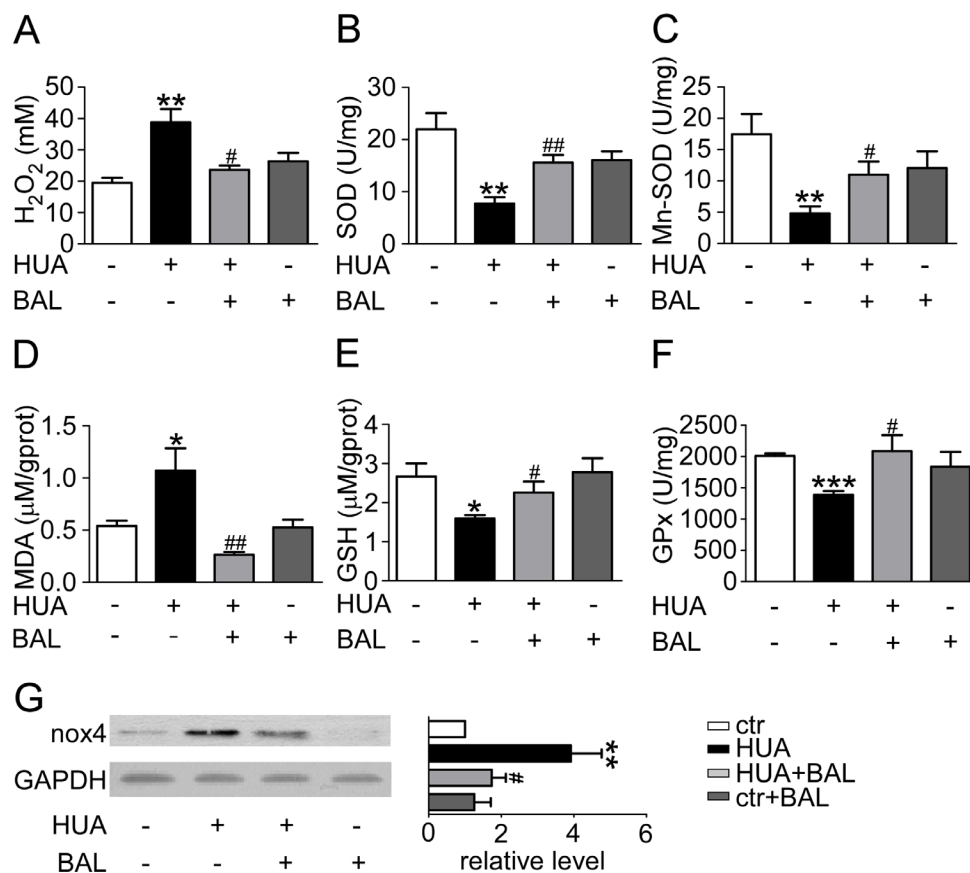 A
H2O2 (mM)
50
40
30
20
10
0
**
#
HUA - + + -
BAL - - + +
B
SOD (U/mg)
30
20
10
0
**
##
HUA - + + -
BAL - - + +
C
Mn-SOD (U/mg)
25
20
15
10
5
0
**
#
HUA - + + -
BAL - - + +
D
MDA (μM/gprot)
1.5
1.0
0.5
0.0
*
##
HUA - + + -
BAL - - + +
E
GSH (μM/gprot)
4
3
2
1
0
*
#
HUA - + + -
BAL - - + +
F
GPx (U/mg)
2500
2000
1500
1000
500
0
***
#
HUA - + + -
BAL - - + +
G
nox4
GAPDH
HUA - + + -
BAL - - + +
**
#
0 2 4 6
relative level
ctr
HUA
HUA+BAL
ctr+BAL